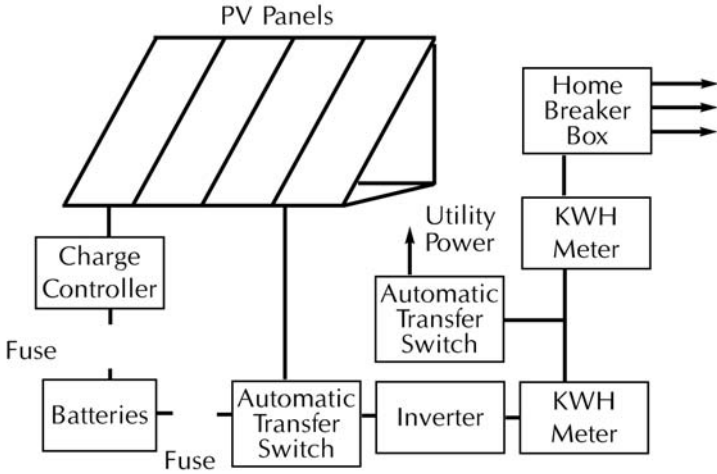 PV Panels
Home
Breaker
Box
Utility
Power
KWH
Meter
Charge
Controller
Automatic
Transfer
Switch
Fuse
Batteries
Fuse
Automatic
Transfer
Switch
Inverter
KWH
Meter